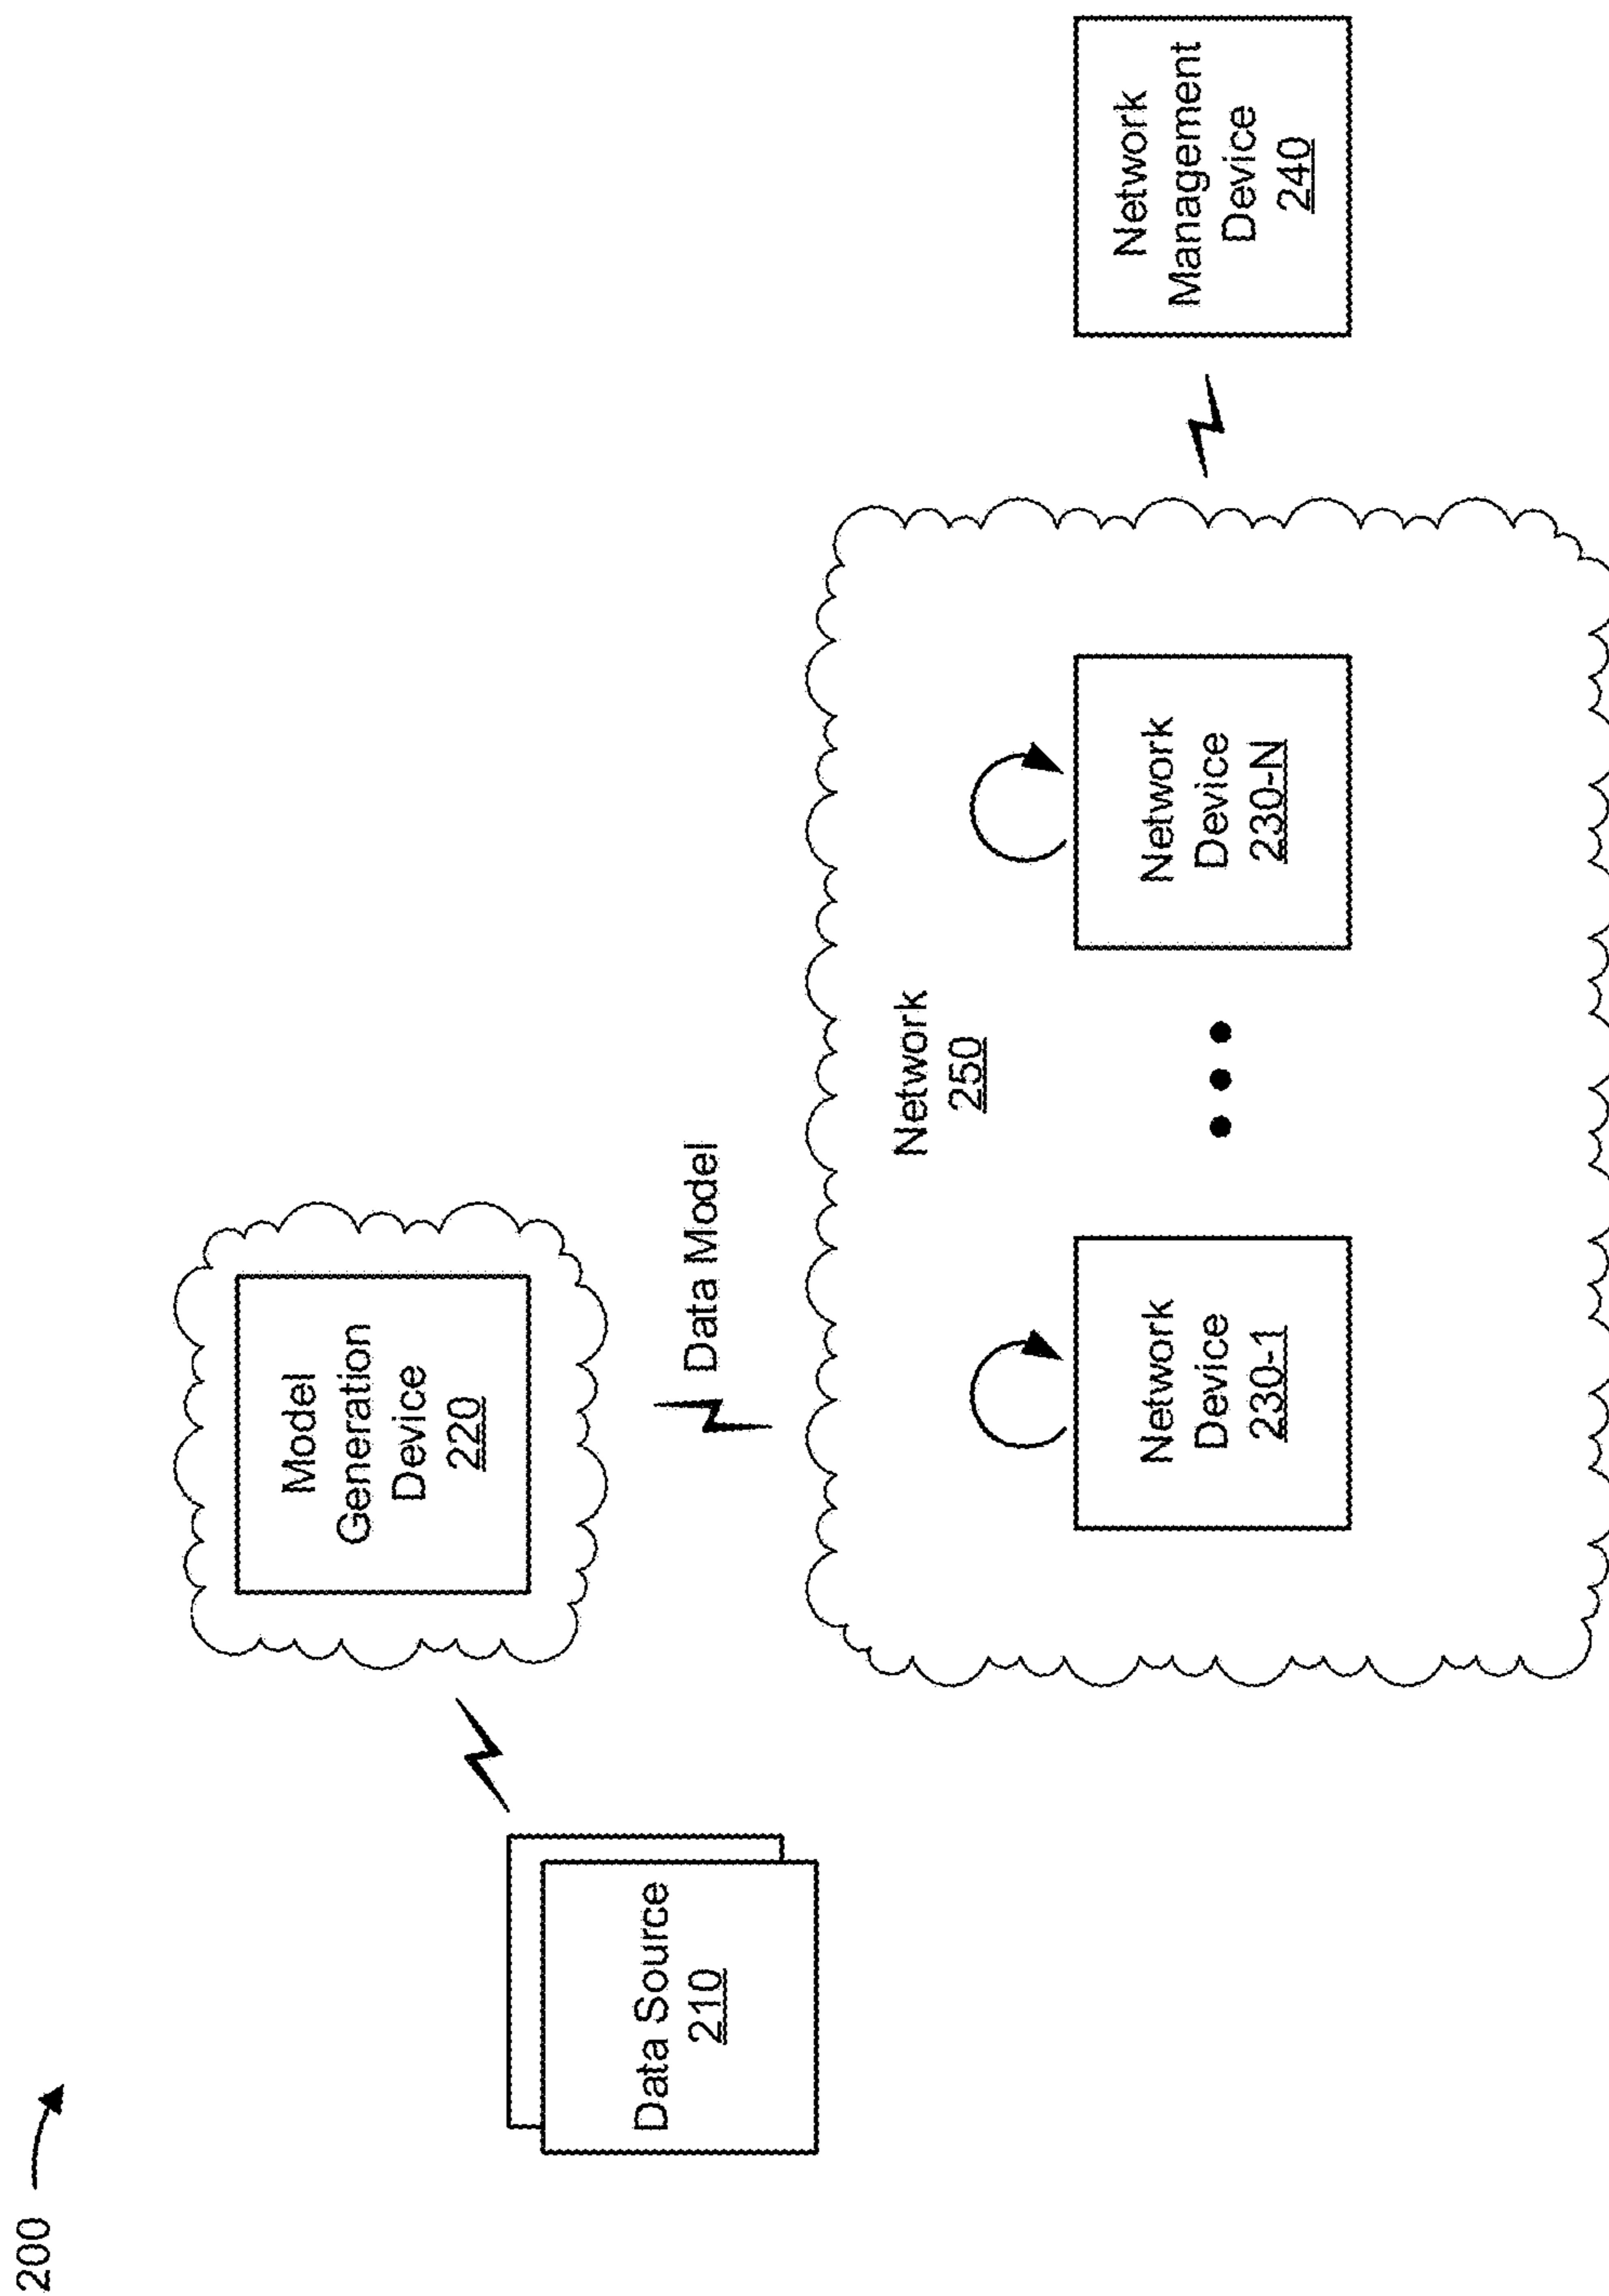 200
Model
Generation
Device
220
Data Source
210
Data Model
Network
250
Network
Device
230-1
Network
Device
230-N
Network
Management
Device
240